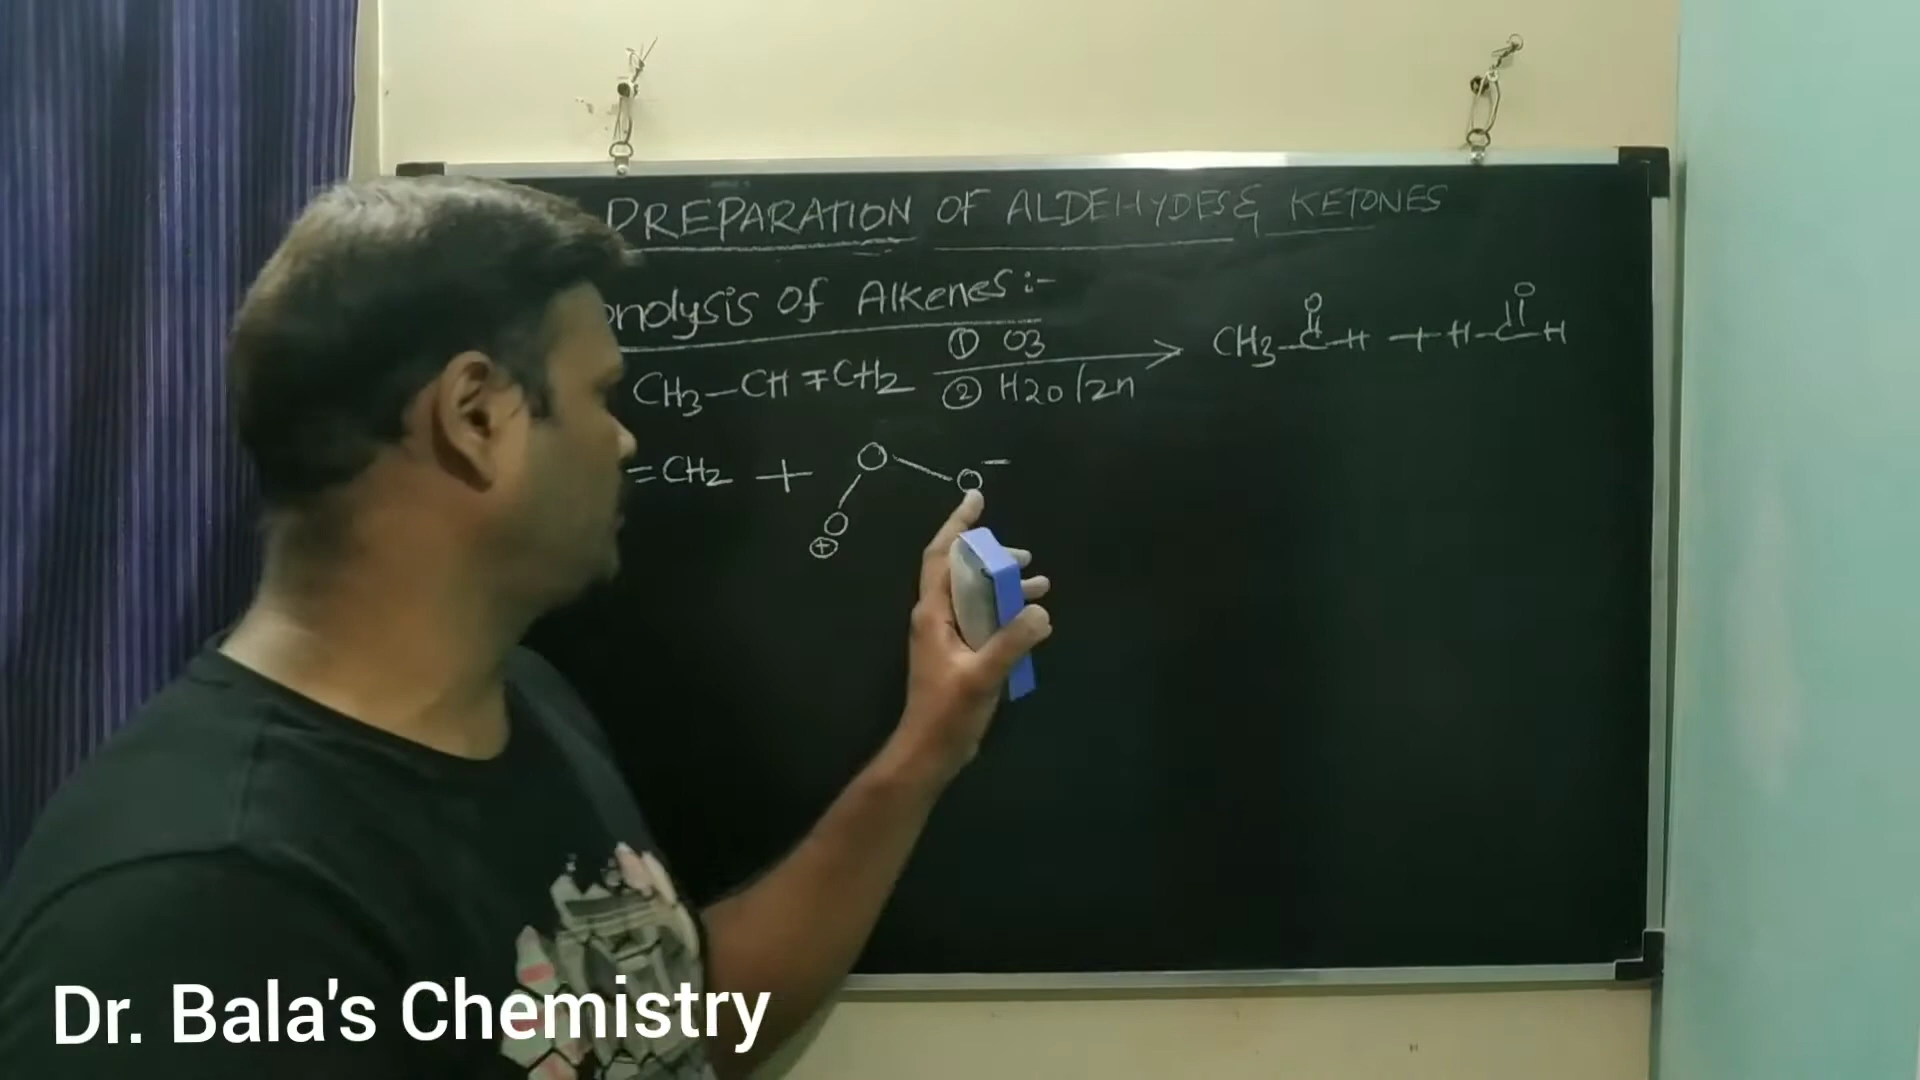 PREPARATION OF ALDEHYDES & KETONES
onolysis of Alkenes:-
CH3-CH=CH2 ① O3 ② H2O/Zn → CH3-C(=O)-H + H-C(=O)-H
=CH2 + O O O − ⊕
Dr. Bala's Chemistry